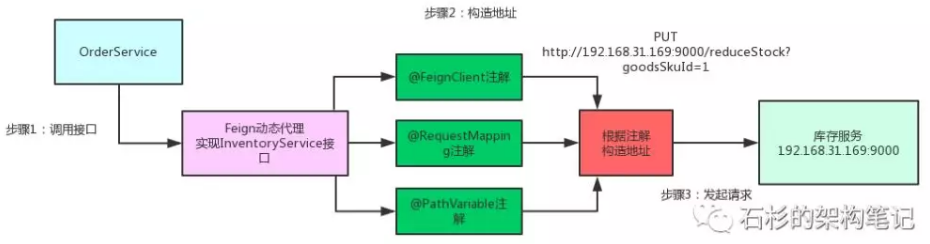 步骤2：构造地址
OrderService
PUT
http://192.168.31.169:9000/reduceStock?
goodsSkuId=1
@FeignClient注解
步骤1：调用接口
Feign动态代理
实现InventoryService接
口
@RequestMappin
g注解
根据注解
构造地址
库存服务
192.168.31.169:9000
步骤3：发起请求
@PathVariable注
解
石杉的架构笔记